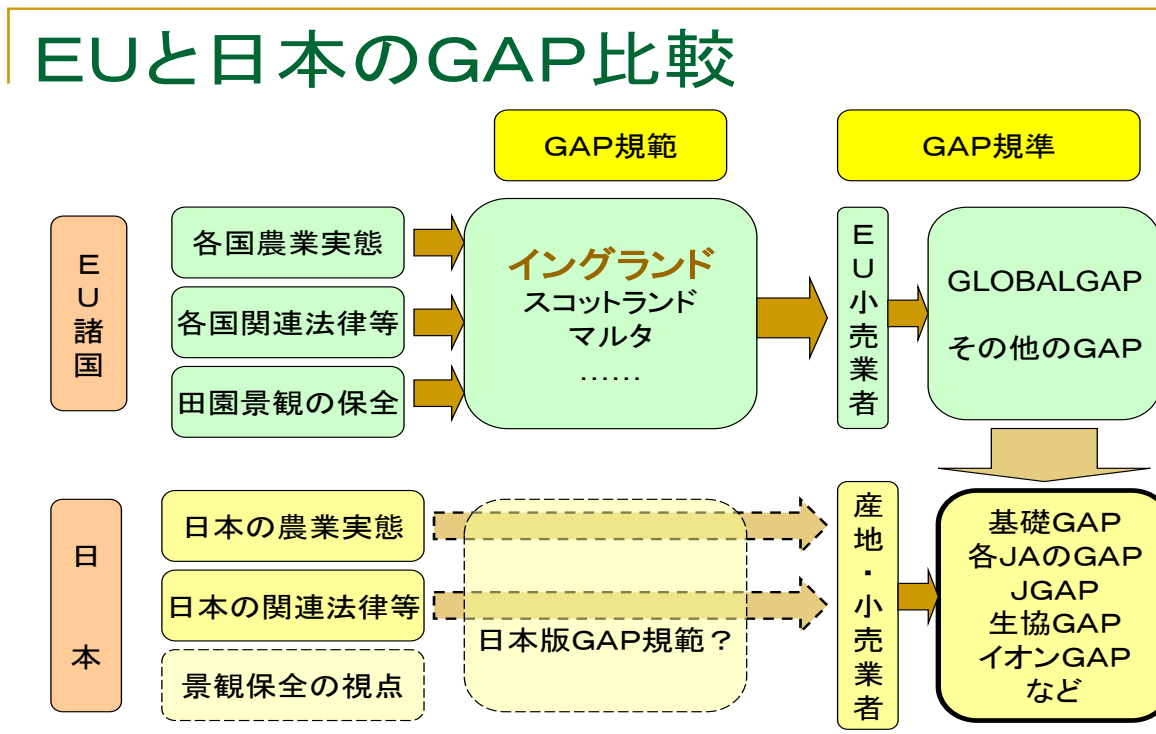 ＥＵと日本のＧＡＰ比較
ＧＡＰ規範
ＧＡＰ規準
ＥＵ諸国
各国農業実態
各国関連法律等
田園景観の保全
イングランド
スコットランド
マルタ
……
ＥＵ小売業者
GLOBALGAP
その他のGAP
日本
日本の農業実態
日本の関連法律等
景観保全の視点
日本版GAP規範？
産地・小売業者
基礎GAP
各JAのGAP
JGAP
生協GAP
イオンGAP
など